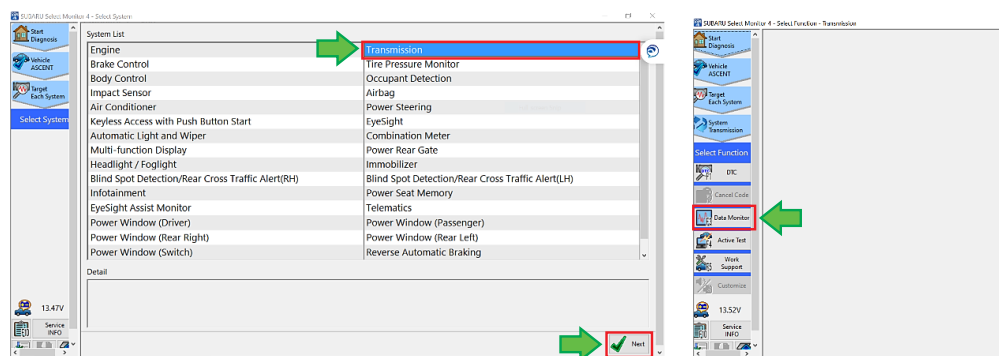 SUBARU Select Monitor 4 - Select System
Start
Diagnosis
Vehicle
ASCENT
Target
Each System
Select System
13.47V
Service
INFO
System List
Engine
Transmission
Brake Control
Tire Pressure Monitor
Body Control
Occupant Detection
Impact Sensor
Airbag
Air Conditioner
Power Steering
Keyless Access with Push Button Start
EyeSight
Automatic Light and Wiper
Combination Meter
Multi-function Display
Power Rear Gate
Headlight / Foglight
Immobilizer
Blind Spot Detection/Rear Cross Traffic Alert(RH)
Blind Spot Detection/Rear Cross Traffic Alert(LH)
Infotainment
Power Seat Memory
EyeSight Assist Monitor
Telematics
Power Window (Driver)
Power Window (Passenger)
Power Window (Rear Right)
Power Window (Rear Left)
Power Window (Switch)
Reverse Automatic Braking
Detail
Next
SUBARU Select Monitor 4 - Select Function - Transmission
Start
Diagnosis
Vehicle
ASCENT
Target
Each System
System
Transmission
Select Function
DTC
Cancel Code
Data Monitor
Active Test
Work
Support
Customize
13.52V
Service
INFO